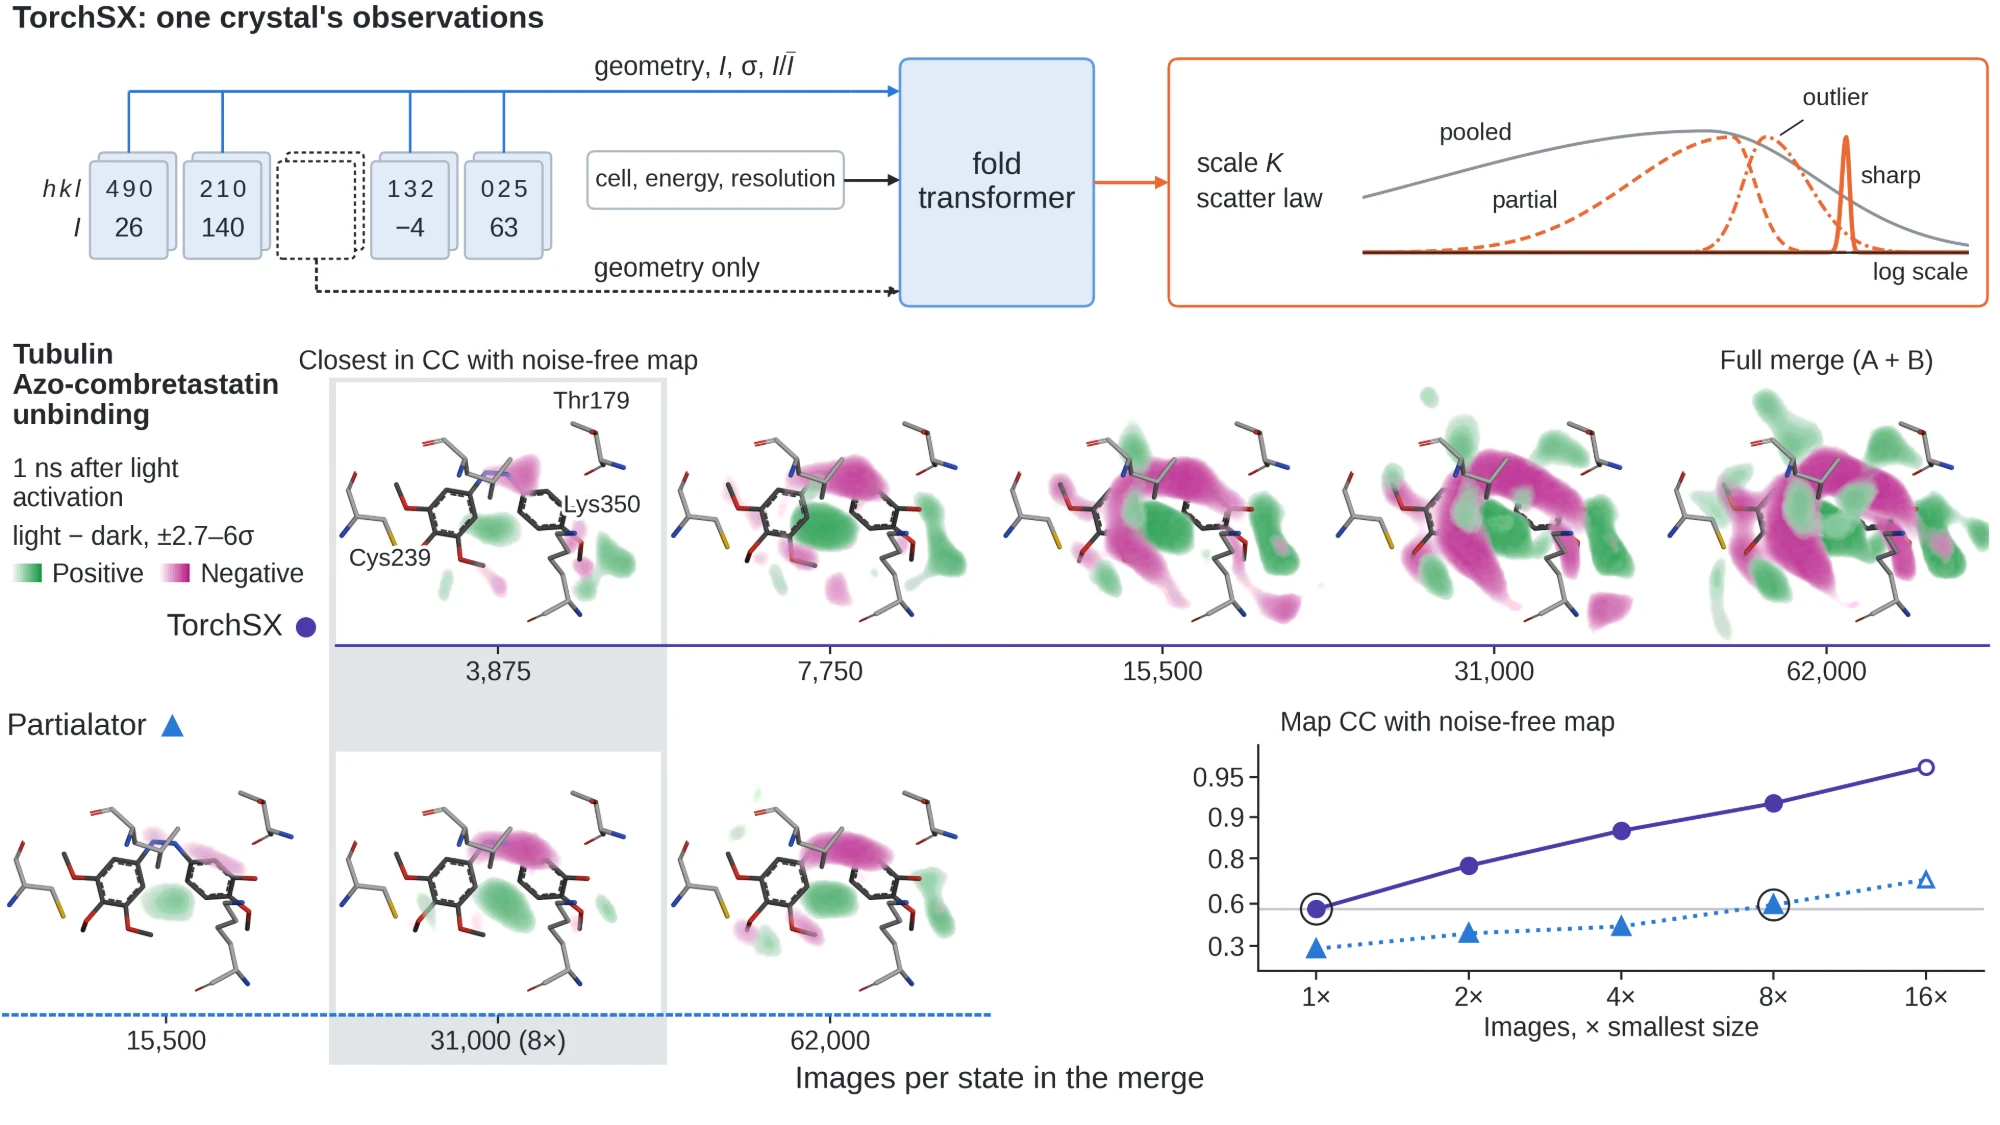 TorchSX: one crystal's observations
geometry, I, σ, I/Ī
hkl
490
210
132
025
I
26
140
−4
63
cell, energy, resolution
geometry only
fold
transformer
scale K
scatter law
pooled
partial
outlier
sharp
log scale
Tubulin
Azo-combretastatin
unbinding
1 ns after light
activation
light − dark, ±2.7–6σ
Positive
Negative
Closest in CC with noise-free map
Full merge (A + B)
Thr179
Lys350
Cys239
TorchSX
3,875
7,750
15,500
31,000
62,000
Partialator
15,500
31,000 (8×)
62,000
Images per state in the merge
Map CC with noise-free map
0.95
0.9
0.8
0.6
0.3
1×
2×
4×
8×
16×
Images, × smallest size